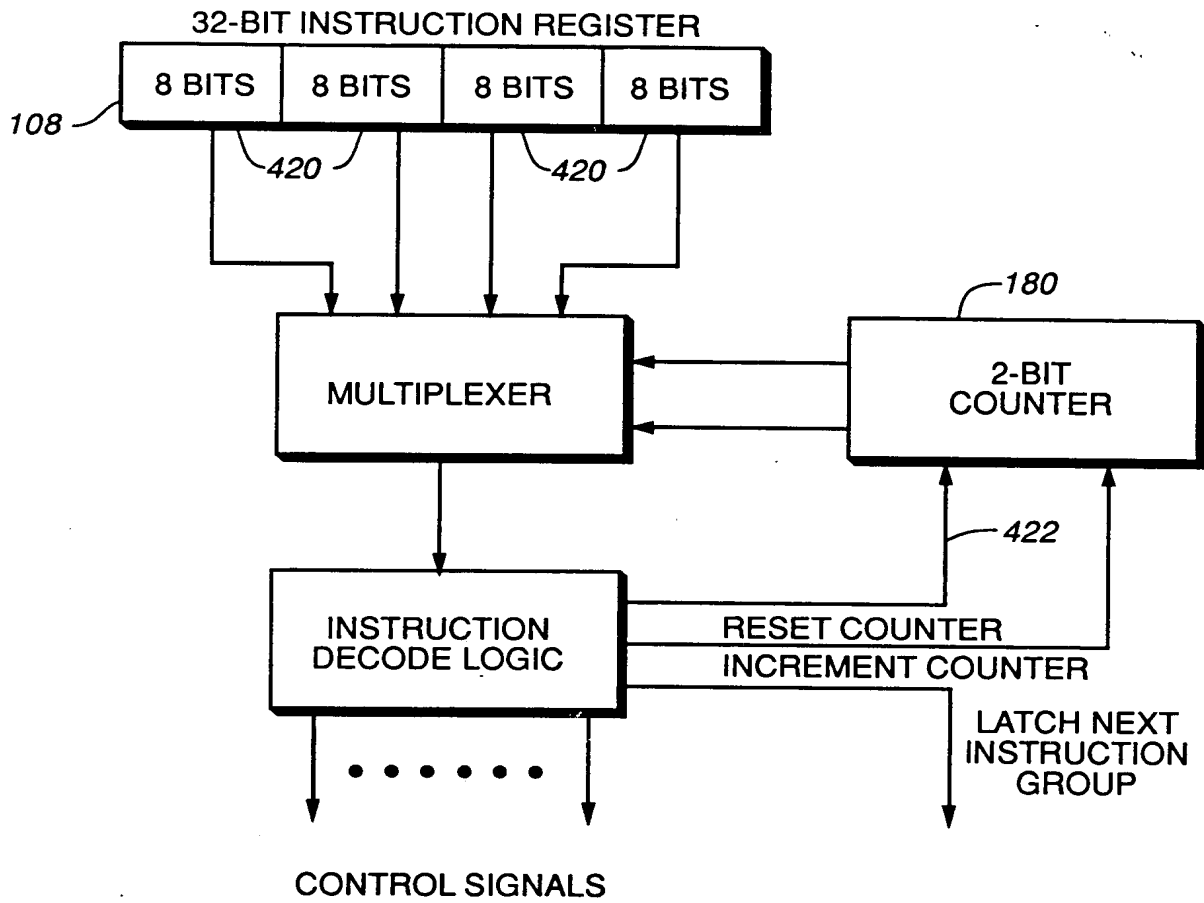 32-BIT INSTRUCTION REGISTER
8 BITS
8 BITS
8 BITS
8 BITS
108
420
420
180
MULTIPLEXER
2-BIT
COUNTER
422
INSTRUCTION
DECODE LOGIC
RESET COUNTER
INCREMENT COUNTER
LATCH NEXT
INSTRUCTION
GROUP
CONTROL SIGNALS